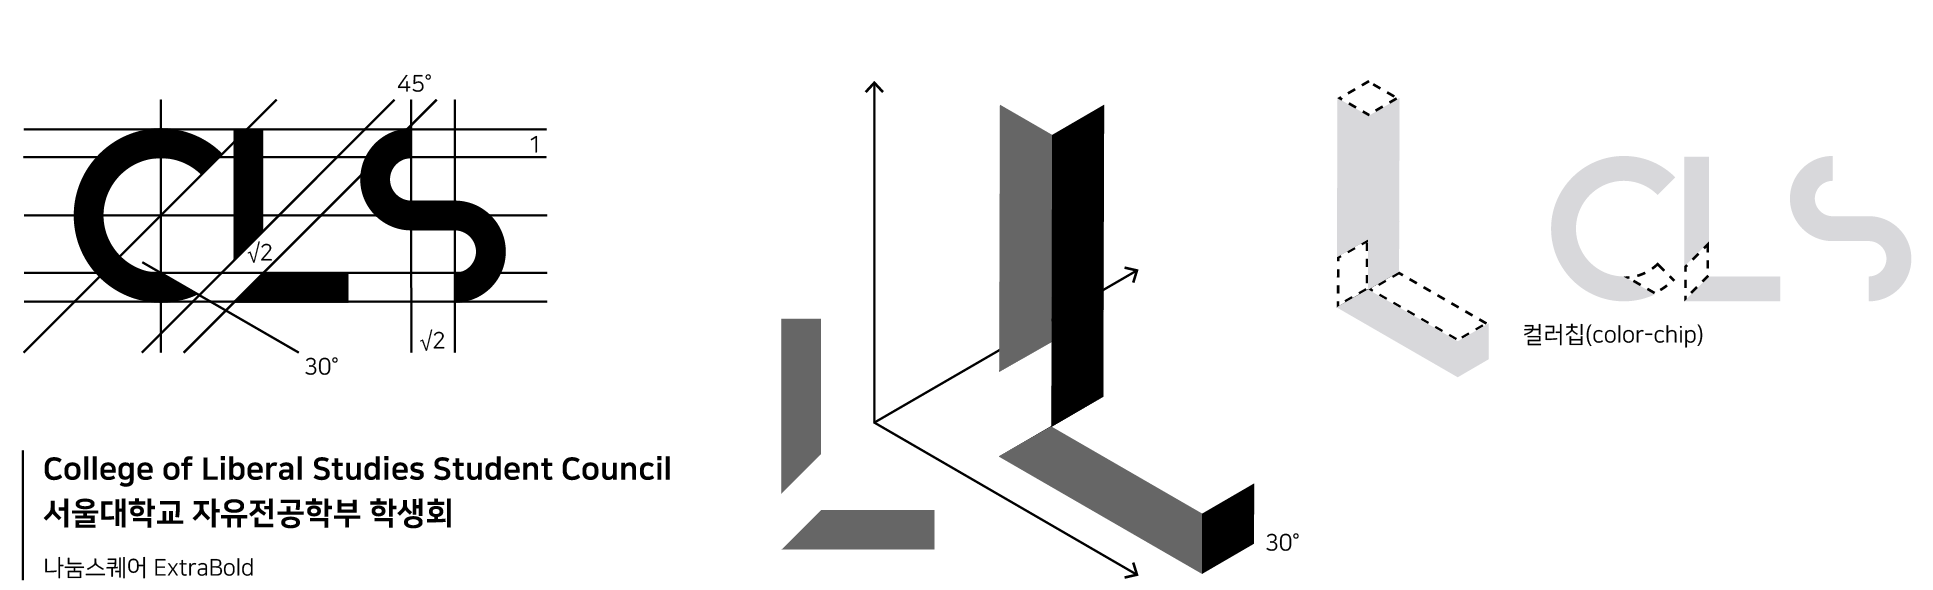 45°
1
CLS
√2
√2
30°
College of Liberal Studies Student Council
서울대학교 자유전공학부 학생회
나눔스퀘어 ExtraBold
30°
CLS
컬러칩(color-chip)